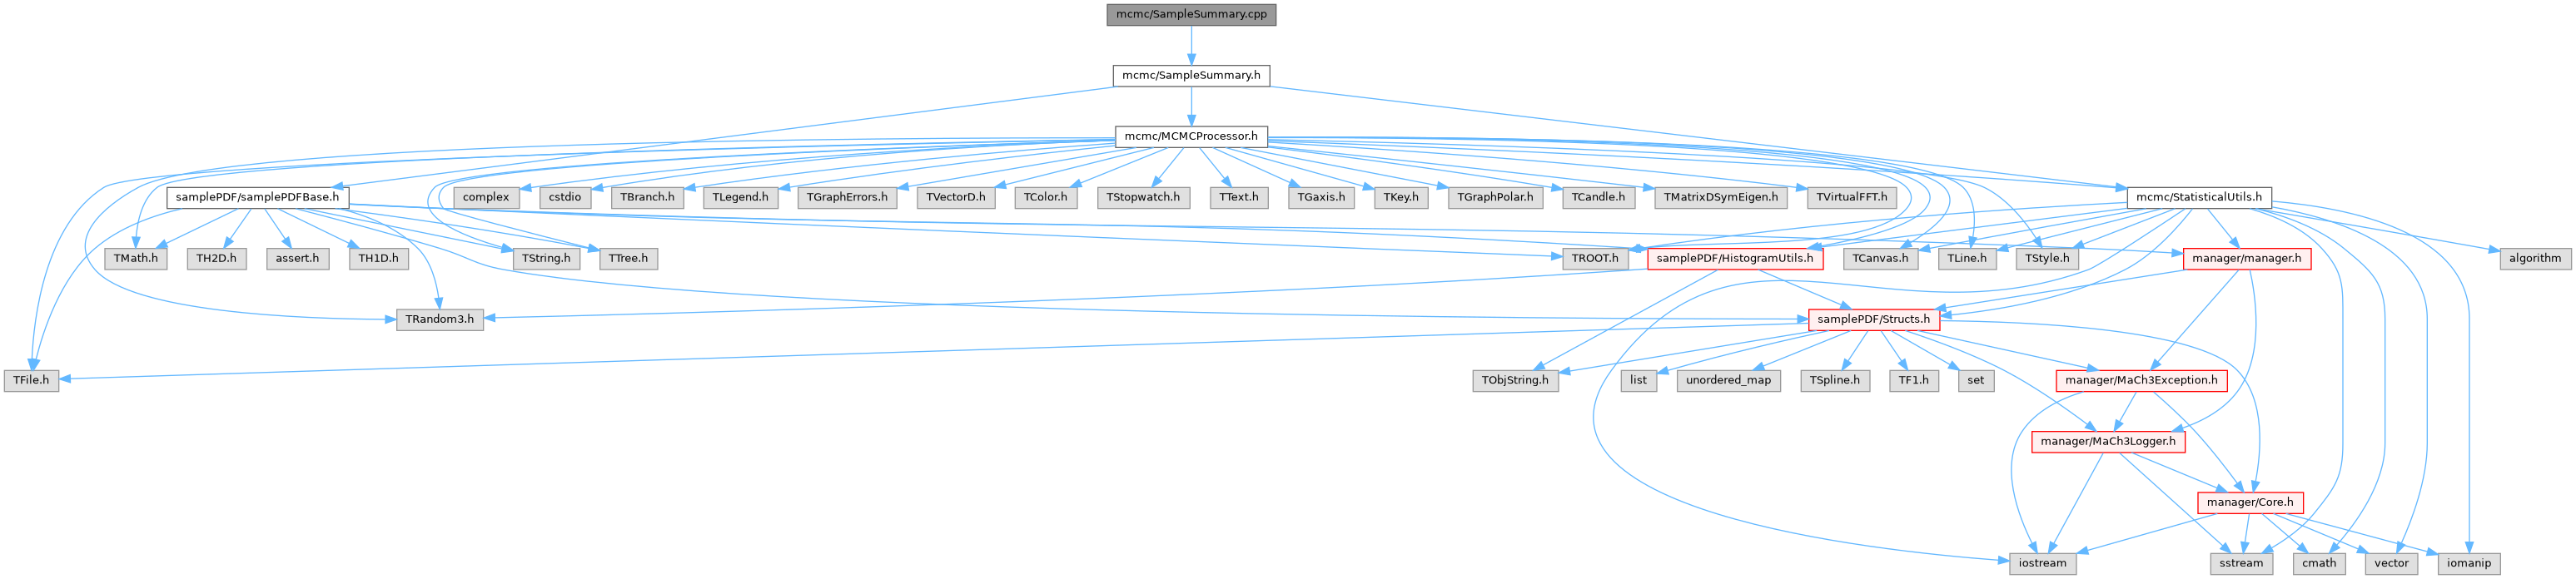 mcmc/SampleSummary.cpp
mcmc/SampleSummary.h
mcmc/MCMCProcessor.h
samplePDF/samplePDFBase.h
complex
cstdio
TBranch.h
TLegend.h
TGraphErrors.h
TVectorD.h
TColor.h
TStopwatch.h
TText.h
TGaxis.h
TKey.h
TGraphPolar.h
TCandle.h
TMatrixDSymEigen.h
TVirtualFFT.h
mcmc/StatisticalUtils.h
TMath.h
TH2D.h
assert.h
TH1D.h
TString.h
TTree.h
TROOT.h
samplePDF/HistogramUtils.h
TCanvas.h
TLine.h
TStyle.h
manager/manager.h
algorithm
TRandom3.h
samplePDF/Structs.h
TFile.h
TObjString.h
list
unordered_map
TSpline.h
TF1.h
set
manager/MaCh3Exception.h
manager/MaCh3Logger.h
manager/Core.h
iostream
sstream
cmath
vector
iomanip